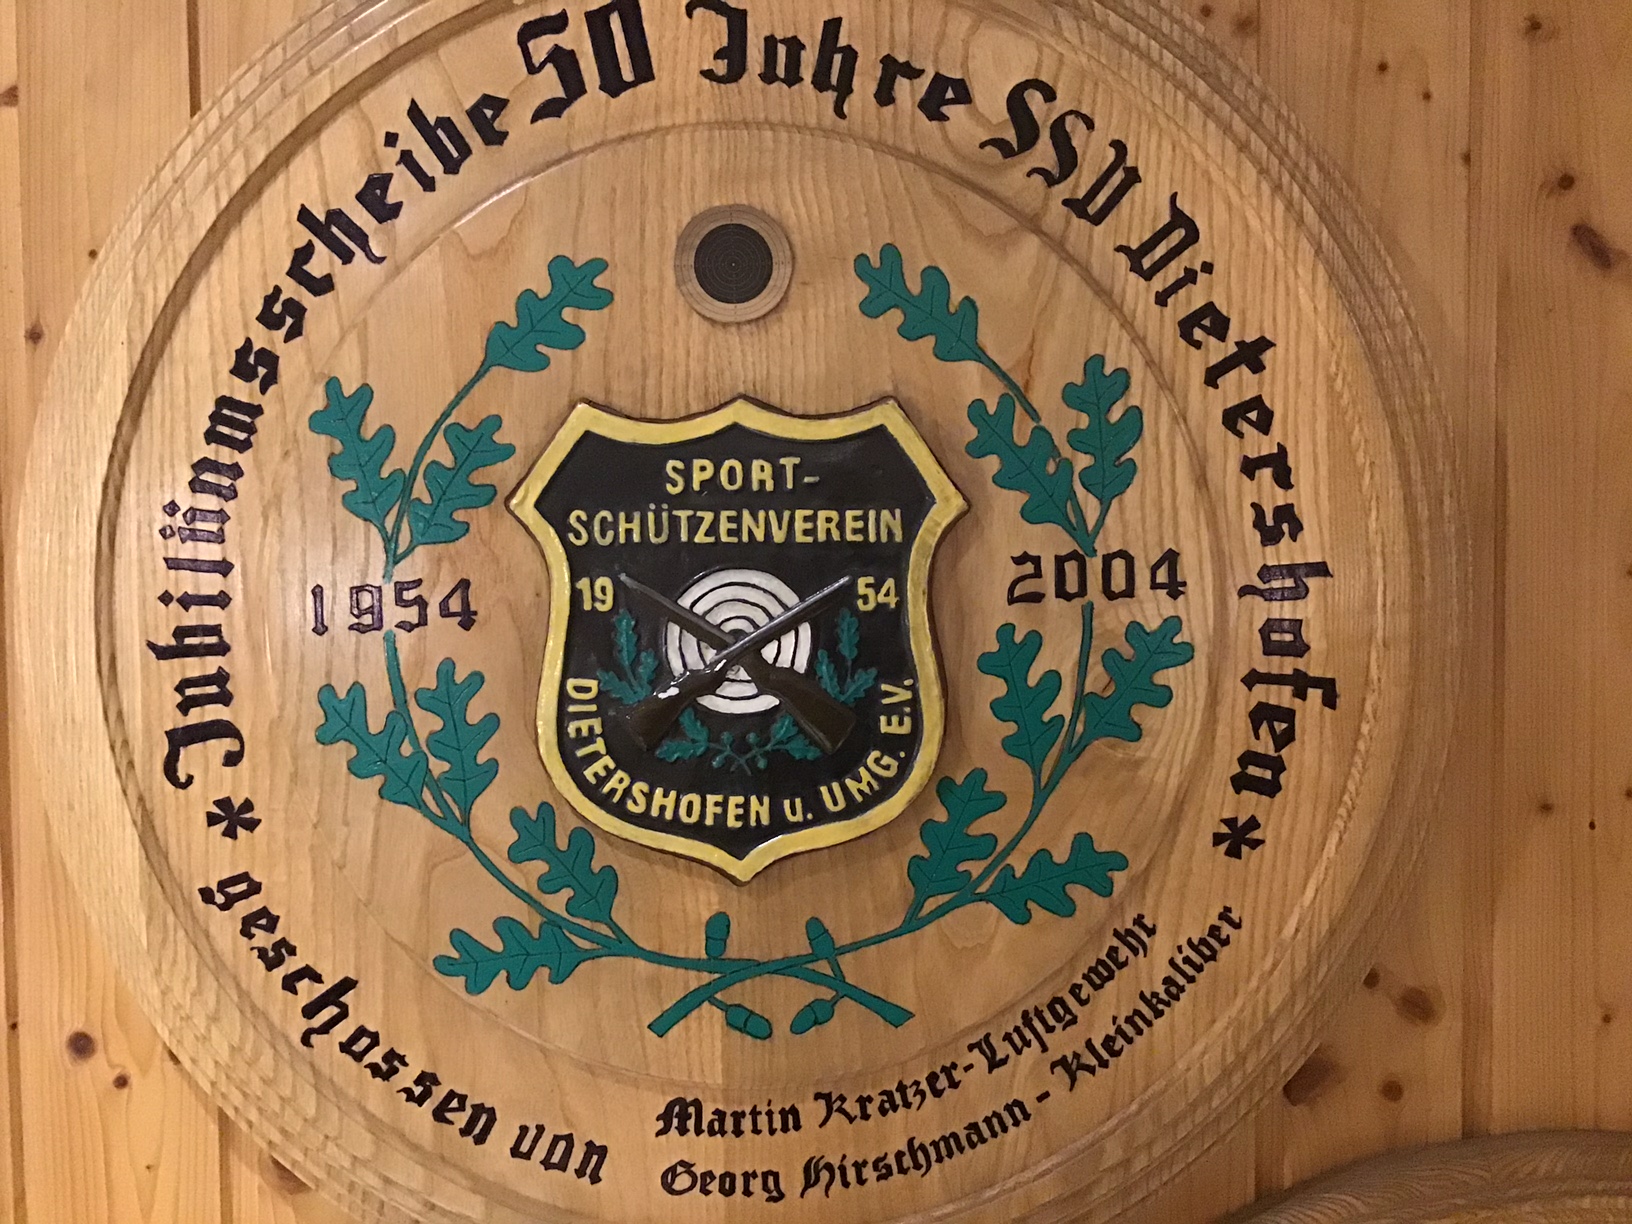 Jubiläumsscheibe 50 Jahre SSV Dietershofen
* geschossen von *
Martin Kratzer-Luftgewehr
Georg Hirschmann - Kleinkaliber
1954
2004
SPORT-
SCHÜTZENVEREIN
19 54
DIETERSHOFEN u. UMG. E.V.